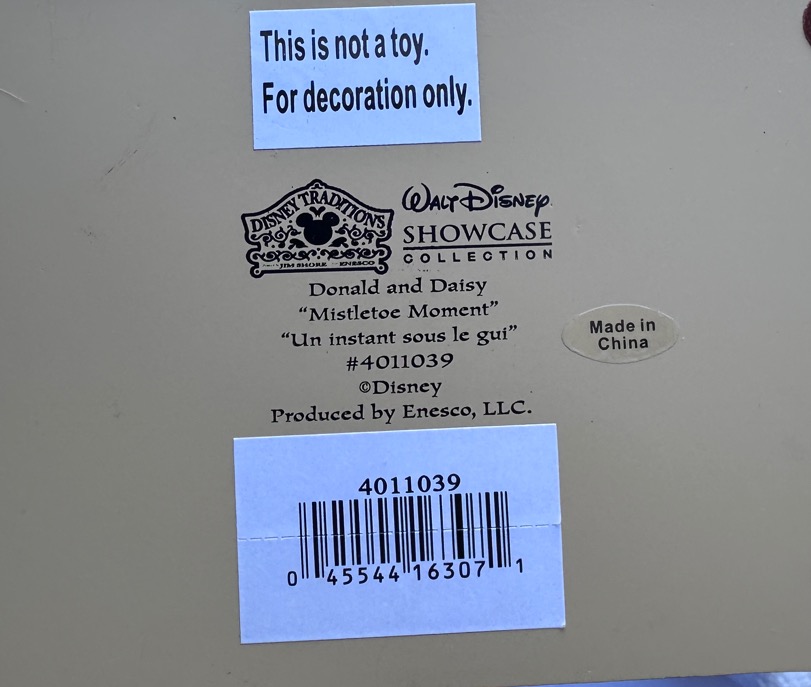 This is not a toy.
For decoration only.
DISNEY TRADITIONS
JIM SHORE ENESCO
WALT DISNEY
SHOWCASE
COLLECTION
Donald and Daisy
“Mistletoe Moment”
“Un instant sous le gui”
#4011039
©Disney
Produced by Enesco, LLC.
Made in
China
4011039
0 45544 16307 1